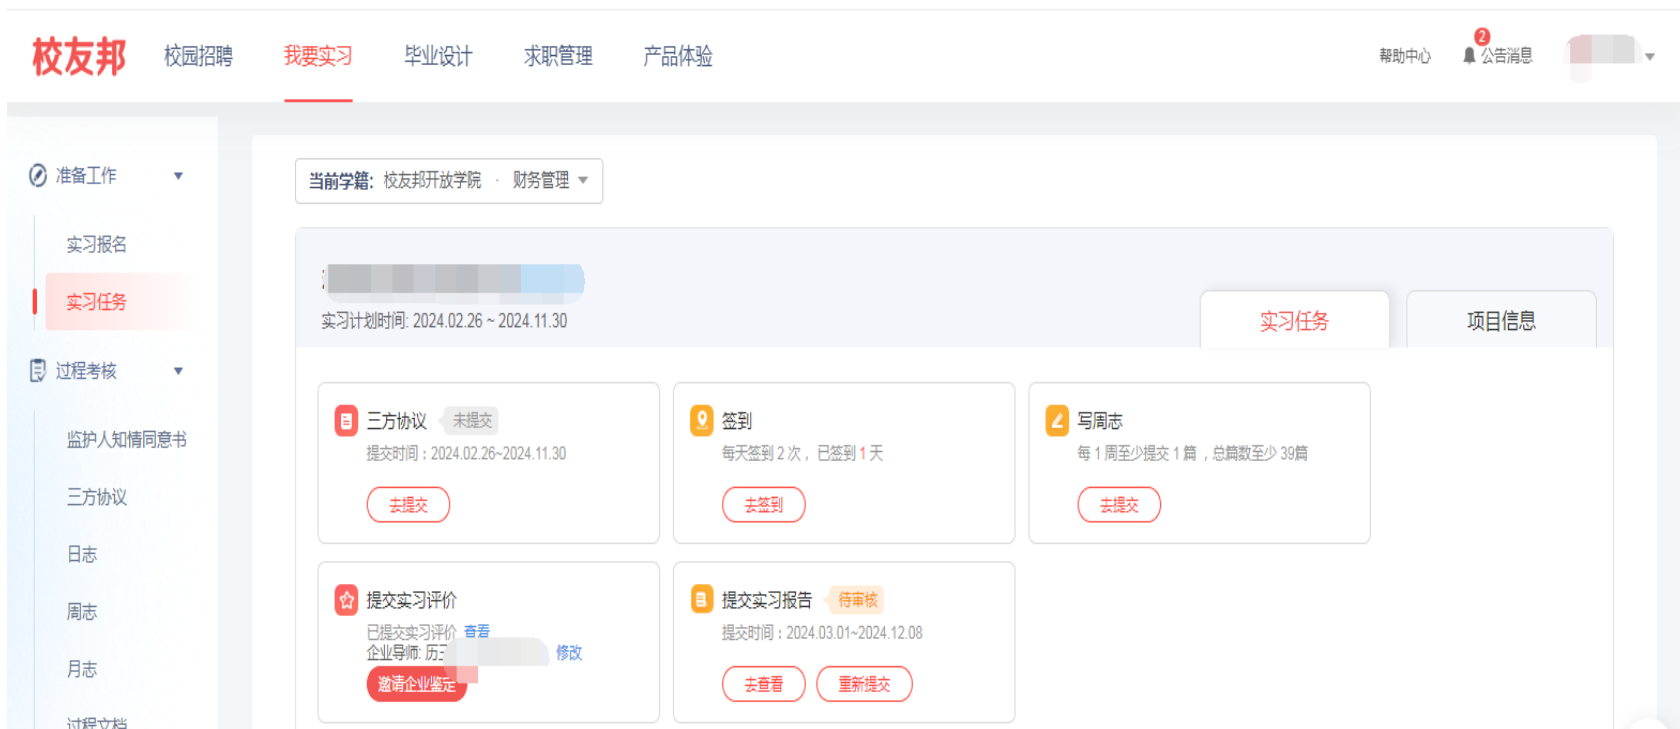 校友邦 校园招聘 我要实习 毕业设计 求职管理 产品体验 帮助中心 2 公告消息
准备工作
实习报名
实习任务
过程考核
监护人知情同意书
三方协议
日志
周志
月志
过程文档
当前学籍: 校友邦开放学院 · 财务管理
实习计划时间: 2024.02.26 ~ 2024.11.30
实习任务 项目信息
三方协议 未提交
提交时间：2024.02.26~2024.11.30
去提交
签到
每天签到 2 次， 已签到 1 天
去签到
写周志
每 1 周至少提交 1 篇 ，总篇数至少 39篇
去提交
提交实习评价
已提交实习评价 查看
企业导师: 历 修改
邀请企业鉴定
提交实习报告 待审核
提交时间：2024.03.01~2024.12.08
去查看 重新提交